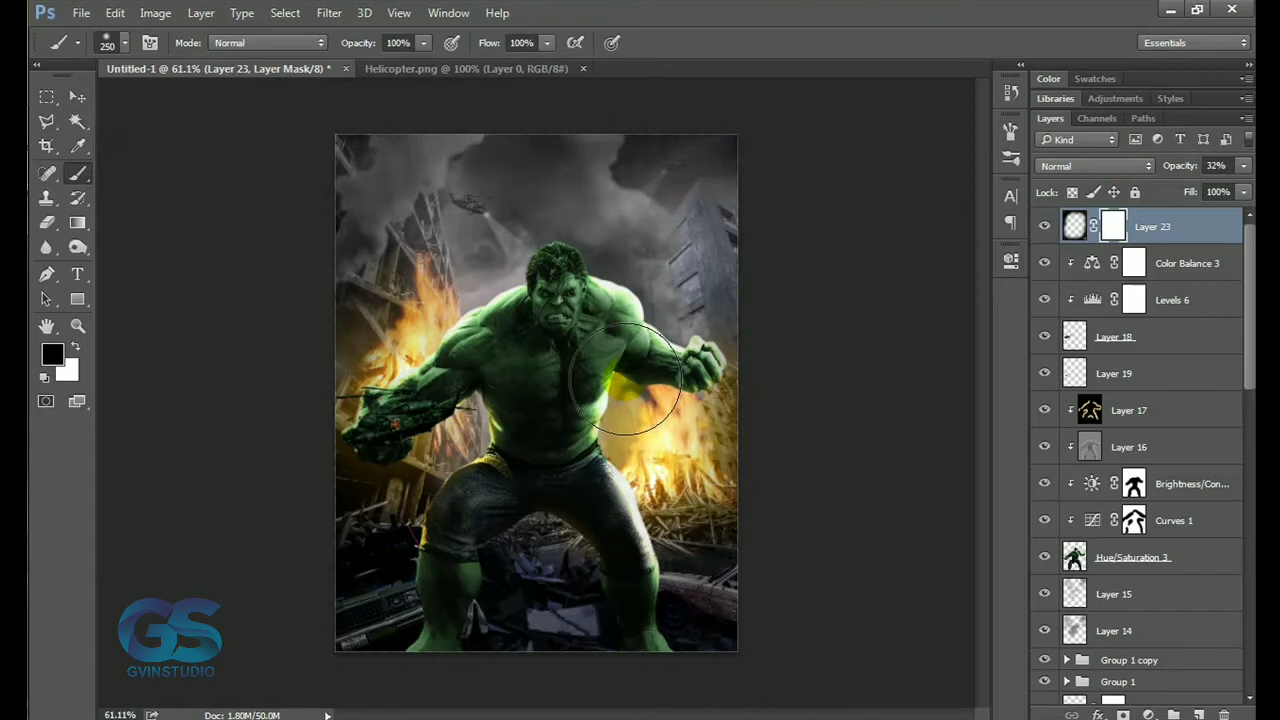 Ps File Edit Image Layer Type Select Filter 3D View Window Help
250 Mode: Normal Opacity: 100% Flow: 100% Essentials
Untitled-1 @ 61.1% (Layer 23, Layer Mask/8) * × Helicopter.png @ 100% (Layer 0, RGB/8#) ×
Color Swatches
Libraries Adjustments Styles
Layers Channels Paths
Kind
Normal Opacity: 32%
Lock: Fill: 100%
Layer 23
Color Balance 3
Levels 6
Layer 18
Layer 19
Layer 17
Layer 16
Brightness/Con...
Curves 1
Hue/Saturation 3
Layer 15
Layer 14
Group 1 copy
Group 1
GS
GVINSTUDIO
61.11% Doc: 1.80M/50.0M